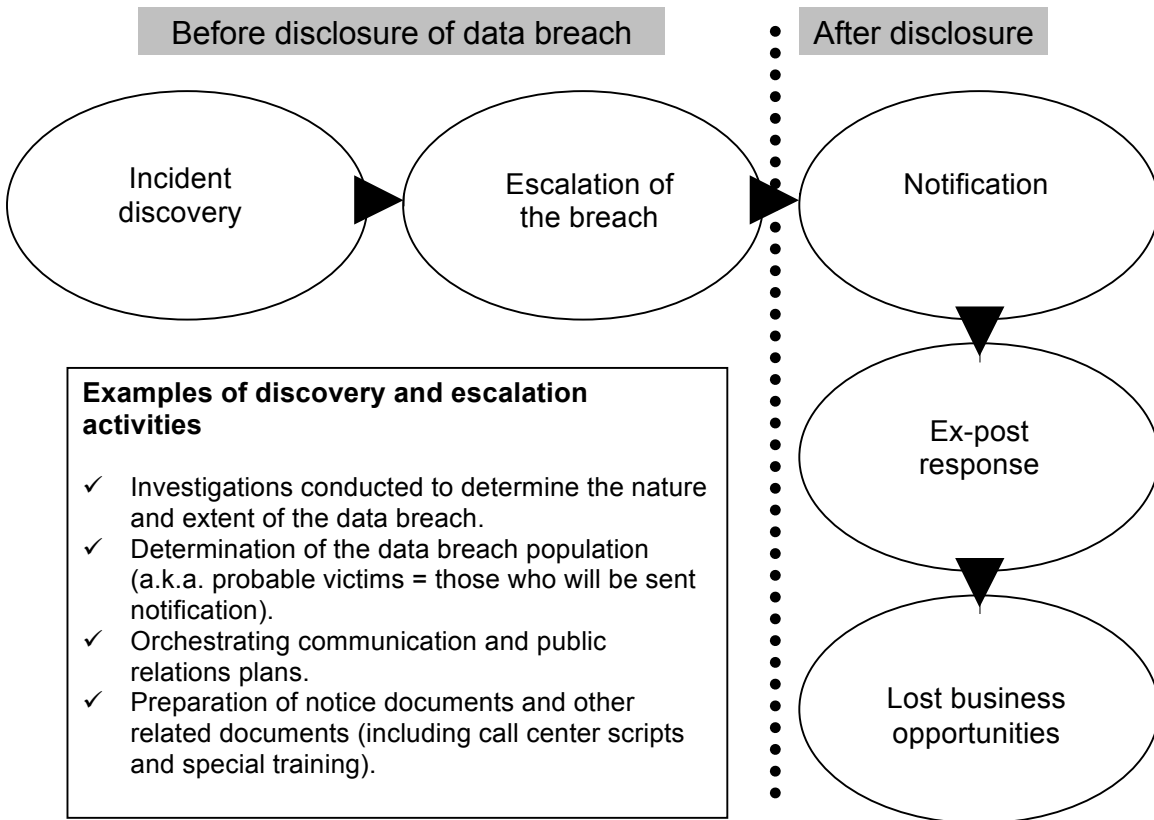 Before disclosure of data breach
After disclosure
Incident
discovery
Escalation of
the breach
Notification
Examples of discovery and escalation
activities
✓ Investigations conducted to determine the nature
and extent of the data breach.
✓ Determination of the data breach population
(a.k.a. probable victims = those who will be sent
notification).
✓ Orchestrating communication and public
relations plans.
✓ Preparation of notice documents and other
related documents (including call center scripts
and special training).
Ex-post
response
Lost business
opportunities